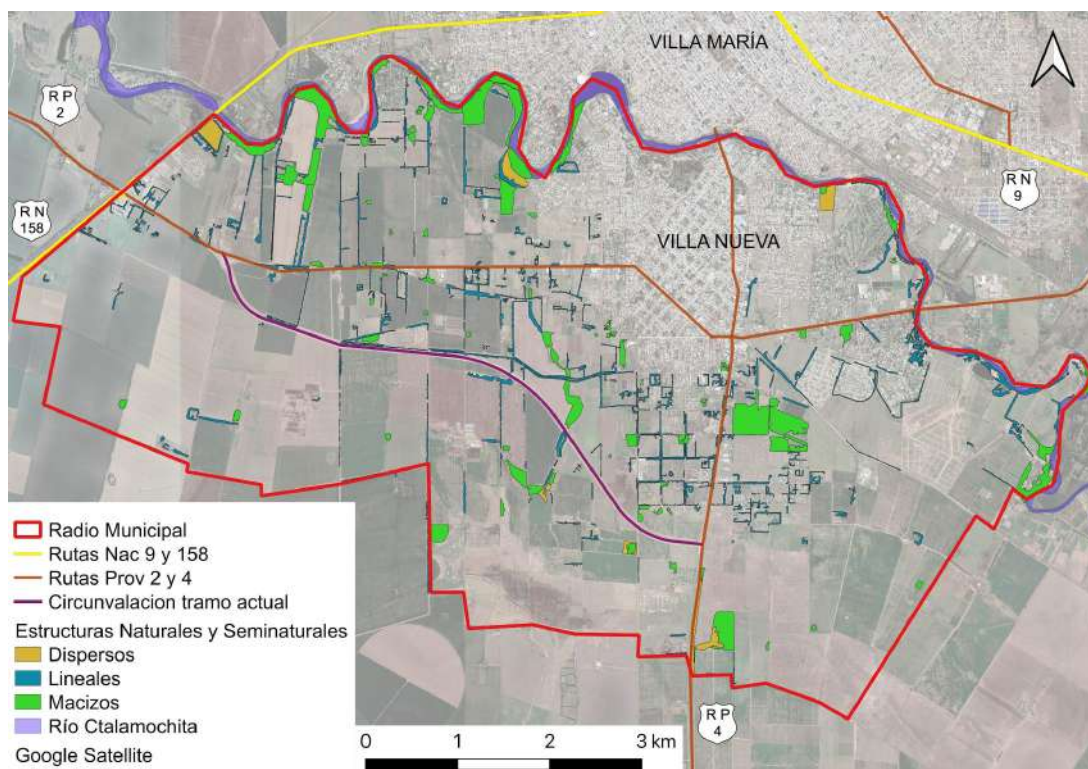 VILLA MARÍA
R P
2
R N
9
R N
158
VILLA NUEVA
Radio Municipal
Rutas Nac 9 y 158
Rutas Prov 2 y 4
Circunvalacion tramo actual
Estructuras Naturales y Seminaturales
Dispersos
Lineales
Macizos
Río Ctalamochita
Google Satellite
0 1 2 3 km
R P
4